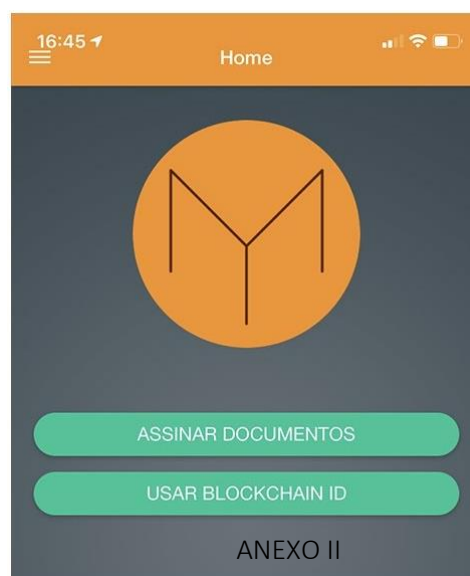 16:45
Home
ASSINAR DOCUMENTOS
USAR BLOCKCHAIN ID
ANEXO II